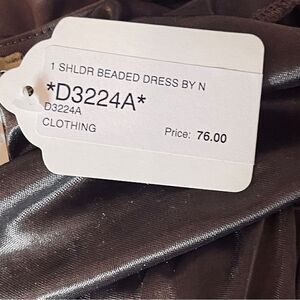 1 SHLDR BEADED DRESS BY N
*D3224A*
D3224A
CLOTHING
Price: 76.00